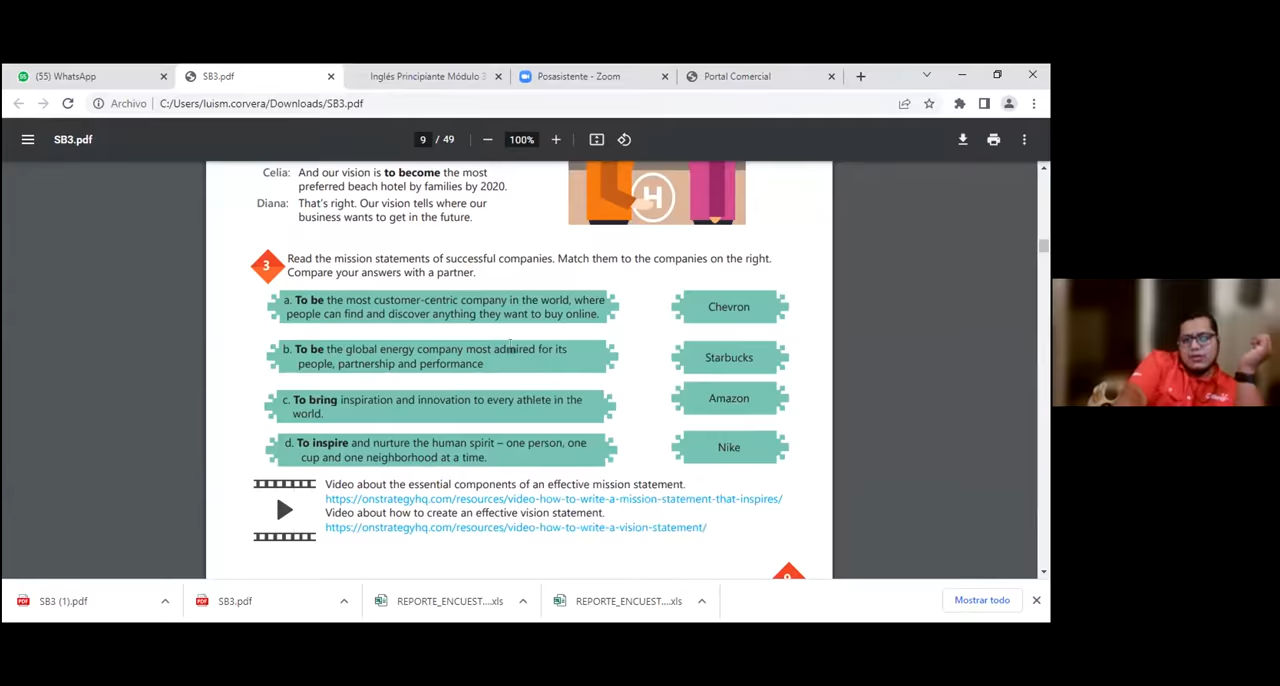 (55) WhatsApp
SB3.pdf
Inglés Principiante Módulo 3
Posasistente - Zoom
Portal Comercial
Archivo
C:/Users/luism.corvera/Downloads/SB3.pdf
SB3.pdf
9 / 49
100%
Celia: And our vision is to become the most
preferred beach hotel by families by 2020.
Diana: That's right. Our vision tells where our
business wants to get in the future.
H
3
Read the mission statements of successful companies. Match them to the companies on the right.
Compare your answers with a partner.
a. To be the most customer-centric company in the world, where
people can find and discover anything they want to buy online.
Chevron
b. To be the global energy company most admired for its
people, partnership and performance
Starbucks
c. To bring inspiration and innovation to every athlete in the
world.
Amazon
d. To inspire and nurture the human spirit – one person, one
cup and one neighborhood at a time.
Nike
Video about the essential components of an effective mission statement.
https://onstrategyhq.com/resources/video-how-to-write-a-mission-statement-that-inspires/
Video about how to create an effective vision statement.
https://onstrategyhq.com/resources/video-how-to-write-a-vision-statement/
9
SB3 (1).pdf
SB3.pdf
REPORTE_ENCUEST....xls
REPORTE_ENCUEST....xls
Mostrar todo